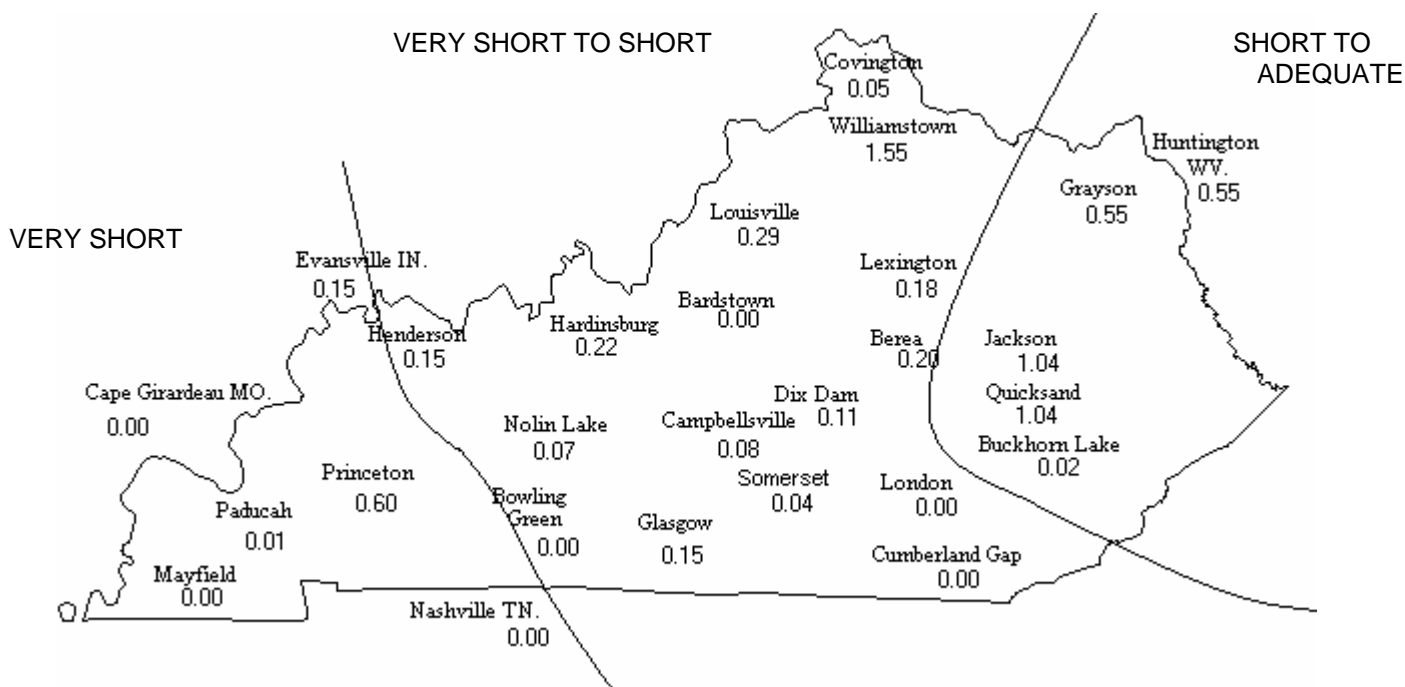 VERY SHORT TO SHORT
SHORT TO
ADEQUATE
Covington
0.05
Williamstown
1.55
Huntington
WV.
0.55
Grayson
0.55
Louisville
0.29
VERY SHORT
Evansville IN.
0.15
Lexington
0.18
Bardstown
0.00
Henderson
0.15
Hardinsburg
0.22
Berea
0.20
Jackson
1.04
Cape Girardeau MO.
0.00
Dix Dam
0.11
Quicksand
1.04
Nolin Lake
0.07
Campbellsville
0.08
Buckhorn Lake
0.02
Princeton
0.60
Somerset
0.04
London
0.00
Bowling
Green
0.00
Paducah
0.01
Glasgow
0.15
Cumberland Gap
0.00
Mayfield
0.00
Nashville TN.
0.00